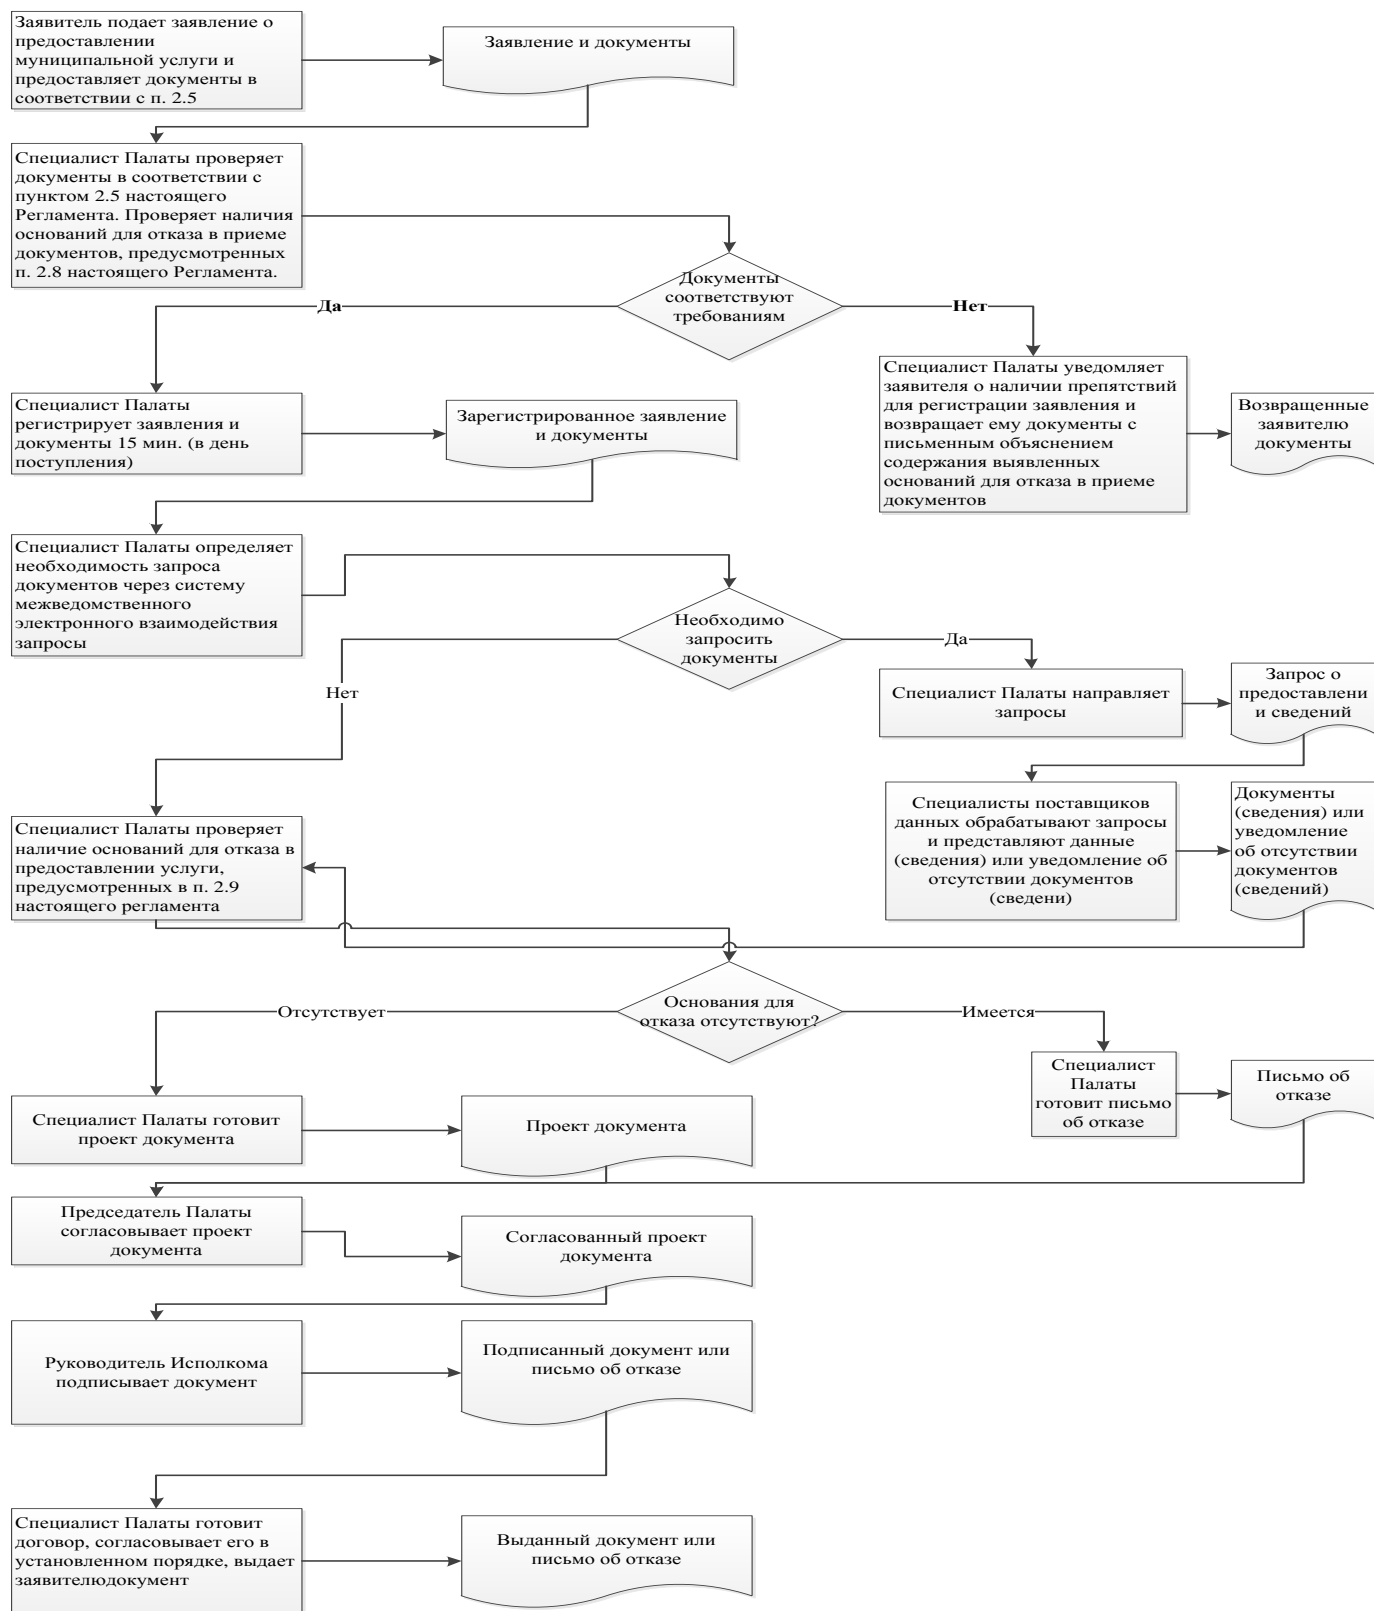 Заявитель подает заявление о
предоставлении
муниципальной услуги и
предоставляет документы в
соответствии с п. 2.5
Заявление и документы
Специалист Палаты проверяет
документы в соответствии с
пунктом 2.5 настоящего
Регламента. Проверяет наличия
оснований для отказа в приеме
документов, предусмотренных
п. 2.8 настоящего Регламента.
Документы
соответствуют
требованиям
Да
Нет
Специалист Палаты
регистрирует заявления и
документы 15 мин. (в день
поступления)
Зарегистрированное заявление
и документы
Специалист Палаты уведомляет
заявителя о наличии препятствий
для регистрации заявления и
возвращает ему документы с
письменным объяснением
содержания выявленных
оснований для отказа в приеме
документов
Возвращенные
заявителю
документы
Специалист Палаты определяет
необходимость запроса
документов через систему
межведомственного
электронного взаимодействия
запросы
Необходимо
запросить
документы
Да
Нет
Специалист Палаты направляет
запросы
Запрос о
предоставлени
и сведений
Специалисты поставщиков
данных обрабатывают запросы
и представляют данные
(сведения) или уведомление об
отсутствии документов
(сведени)
Документы
(сведения) или
уведомление
об отсутствии
документов
(сведений)
Специалист Палаты проверяет
наличие оснований для отказа в
предоставлении услуги,
предусмотренных в п. 2.9
настоящего регламента
Основания для
отказа отсутствуют?
Отсутствует
Имеется
Специалист
Палаты
готовит письмо
об отказе
Письмо об
отказе
Специалист Палаты готовит
проект документа
Проект документа
Председатель Палаты
согласовывает проект
документа
Согласованный проект
документа
Руководитель Исполкома
подписывает документ
Подписанный документ или
письмо об отказе
Специалист Палаты готовит
договор, согласовывает его в
установленном порядке, выдает
заявителюдокумент
Выданный документ или
письмо об отказе